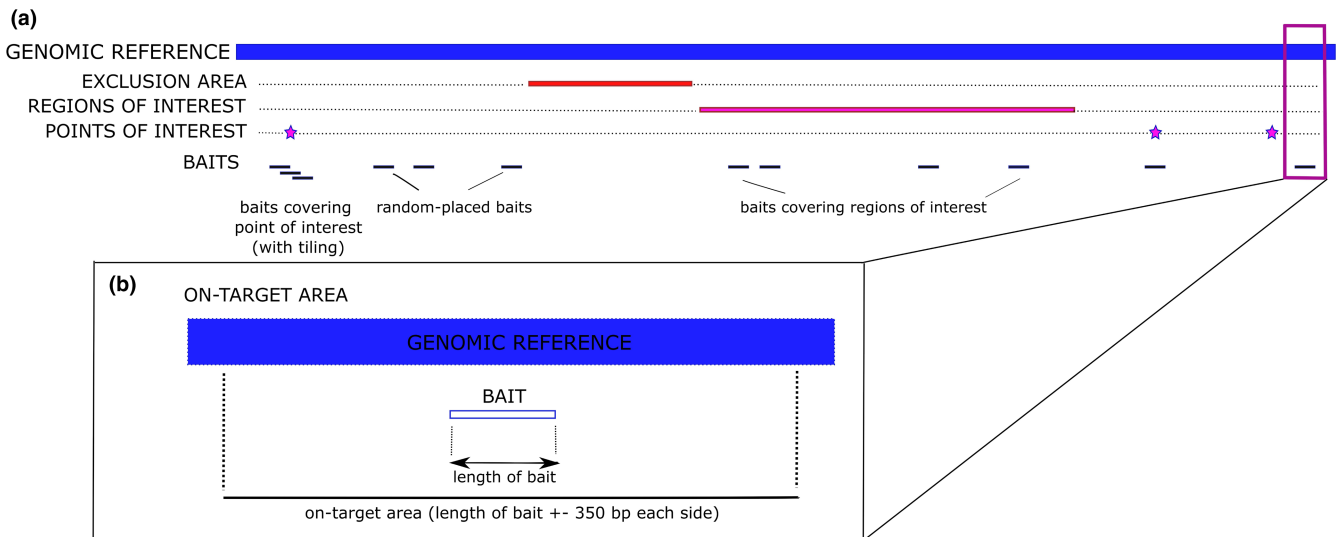 (a)
GENOMIC REFERENCE
EXCLUSION AREA
REGIONS OF INTEREST
POINTS OF INTEREST
BAITS
baits covering
point of interest
(with tiling)
random-placed baits
baits covering regions of interest
(b)
ON-TARGET AREA
GENOMIC REFERENCE
BAIT
length of bait
on-target area (length of bait +- 350 bp each side)